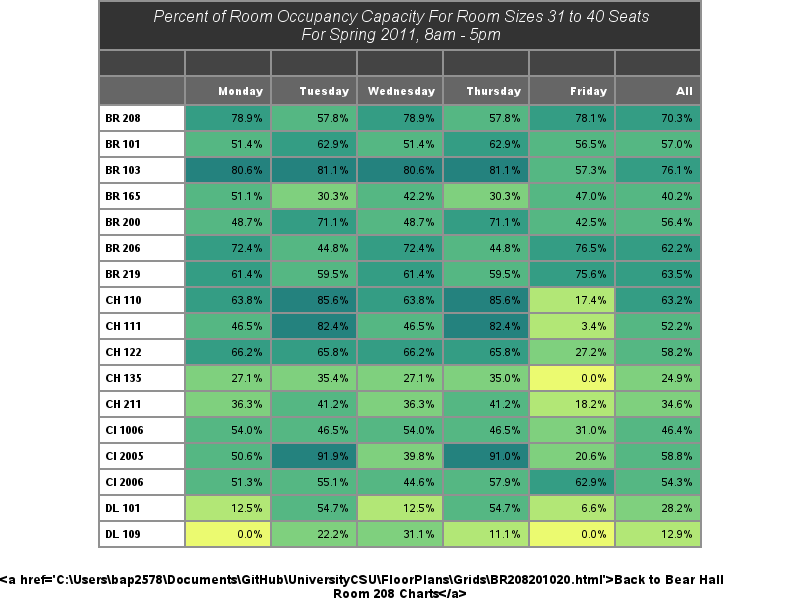 Percent of Room Occupancy Capacity For Room Sizes 31 to 40 Seats
For Spring 2011, 8am - 5pm
Monday Tuesday Wednesday Thursday Friday All
BR 208 78.9% 57.8% 78.9% 57.8% 78.1% 70.3%
BR 101 51.4% 62.9% 51.4% 62.9% 56.5% 57.0%
BR 103 80.6% 81.1% 80.6% 81.1% 57.3% 76.1%
BR 165 51.1% 30.3% 42.2% 30.3% 47.0% 40.2%
BR 200 48.7% 71.1% 48.7% 71.1% 42.5% 56.4%
BR 206 72.4% 44.8% 72.4% 44.8% 76.5% 62.2%
BR 219 61.4% 59.5% 61.4% 59.5% 75.6% 63.5%
CH 110 63.8% 85.6% 63.8% 85.6% 17.4% 63.2%
CH 111 46.5% 82.4% 46.5% 82.4% 3.4% 52.2%
CH 122 66.2% 65.8% 66.2% 65.8% 27.2% 58.2%
CH 135 27.1% 35.4% 27.1% 35.0% 0.0% 24.9%
CH 211 36.3% 41.2% 36.3% 41.2% 18.2% 34.6%
CI 1006 54.0% 46.5% 54.0% 46.5% 31.0% 46.4%
CI 2005 50.6% 91.9% 39.8% 91.0% 20.6% 58.8%
CI 2006 51.3% 55.1% 44.6% 57.9% 62.9% 54.3%
DL 101 12.5% 54.7% 12.5% 54.7% 6.6% 28.2%
DL 109 0.0% 22.2% 31.1% 11.1% 0.0% 12.9%
<a href='C:\Users\bap2578\Documents\GitHub\UniversityCSU\FloorPlans\Grids\BR208201020.html'>Back to Bear Hall
Room 208 Charts</a>